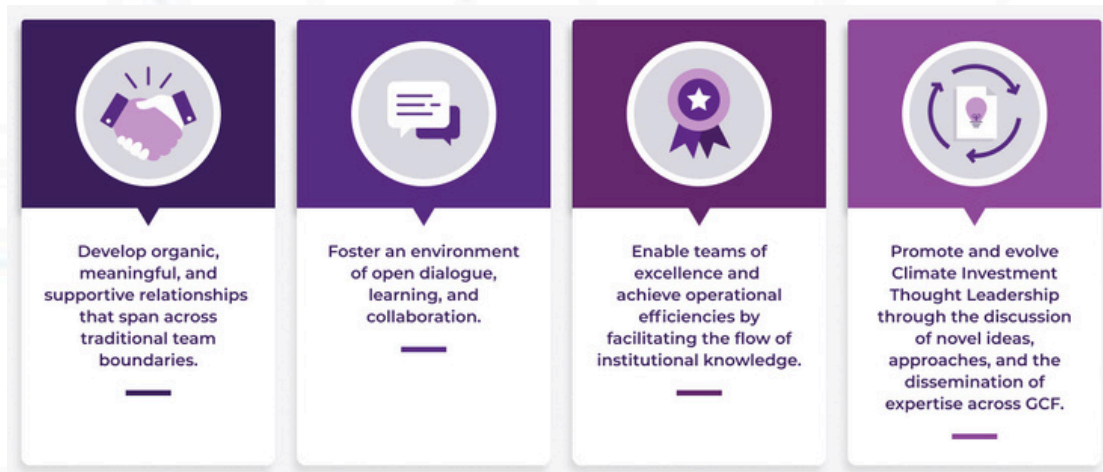 Develop organic,
meaningful, and
supportive relationships
that span across
traditional team
boundaries.
Foster an environment
of open dialogue,
learning, and
collaboration.
Enable teams of
excellence and
achieve operational
efficiencies by
facilitating the flow of
institutional knowledge.
Promote and evolve
Climate Investment
Thought Leadership
through the discussion
of novel ideas,
approaches, and the
dissemination of
expertise across GCF.